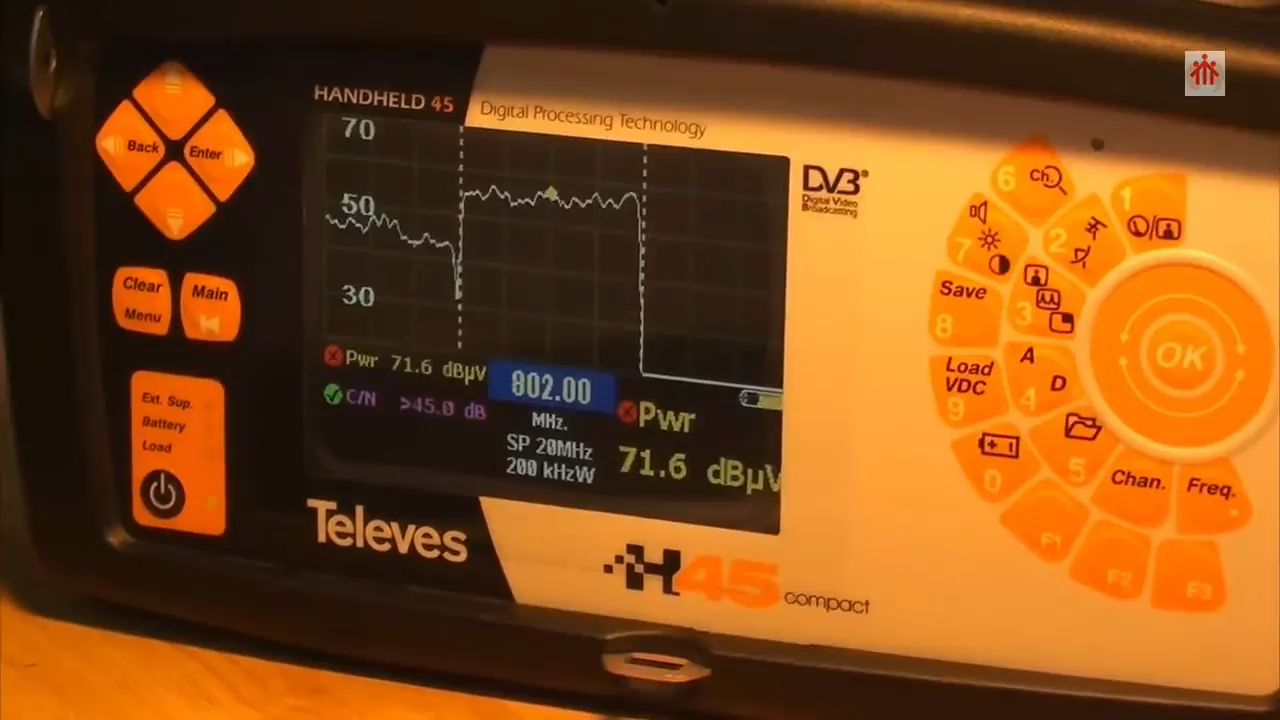 HANDHELD 45
Digital Processing Technology
Back
Enter
Clear
Menu
Main
Ext. Sup.
Battery
Load
70
50
30
Pwr 71.6 dBµV
C/N >45.0 dB
802.00
MHz.
SP 20MHz
200 kHzW
Pwr
71.6 dBµV
DVB®
Digital Video
Broadcasting
6 Ch.
1
2
7
3
Save
8
OK
Load
VDC
9
A
D
4
5
0
Chan.
Freq.
F1
F2
F3
Televes
H45 compact